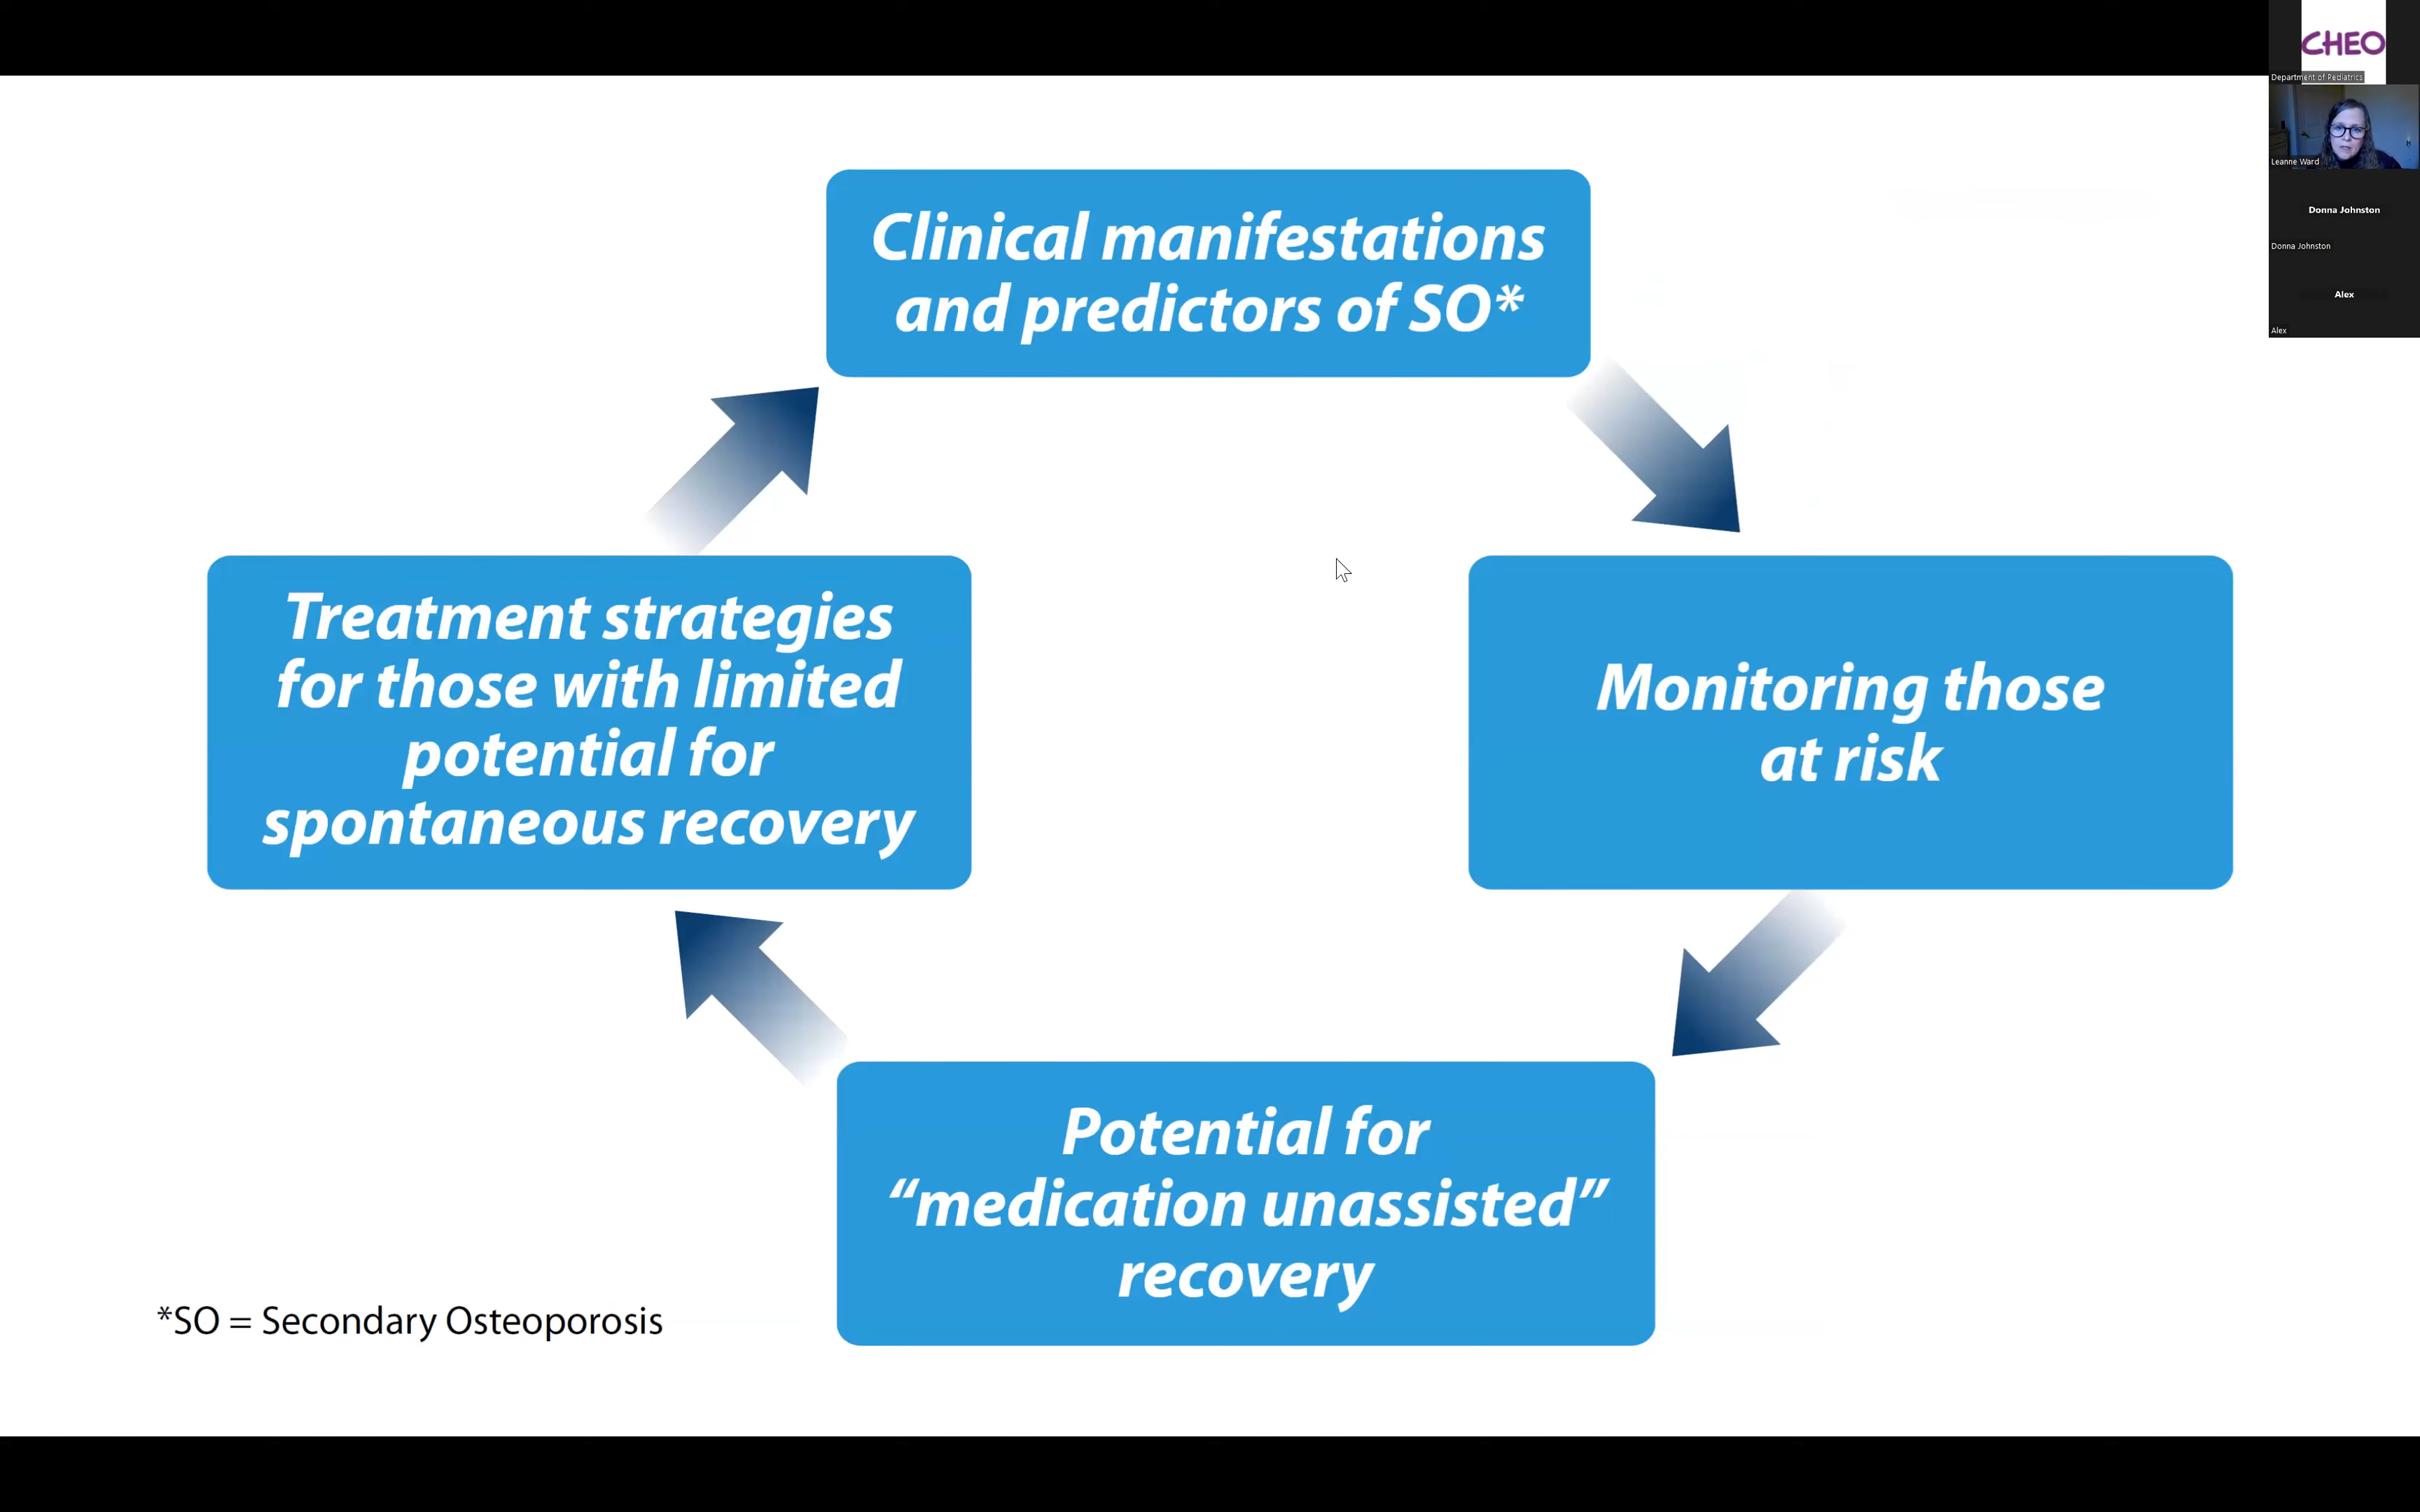 CHEO
Department of Pediatrics
Leanne Ward
Donna Johnston
Donna Johnston
Alex
Alex
Clinical manifestations
and predictors of SO*
Monitoring those
at risk
Potential for
“medication unassisted”
recovery
Treatment strategies
for those with limited
potential for
spontaneous recovery
*SO = Secondary Osteoporosis